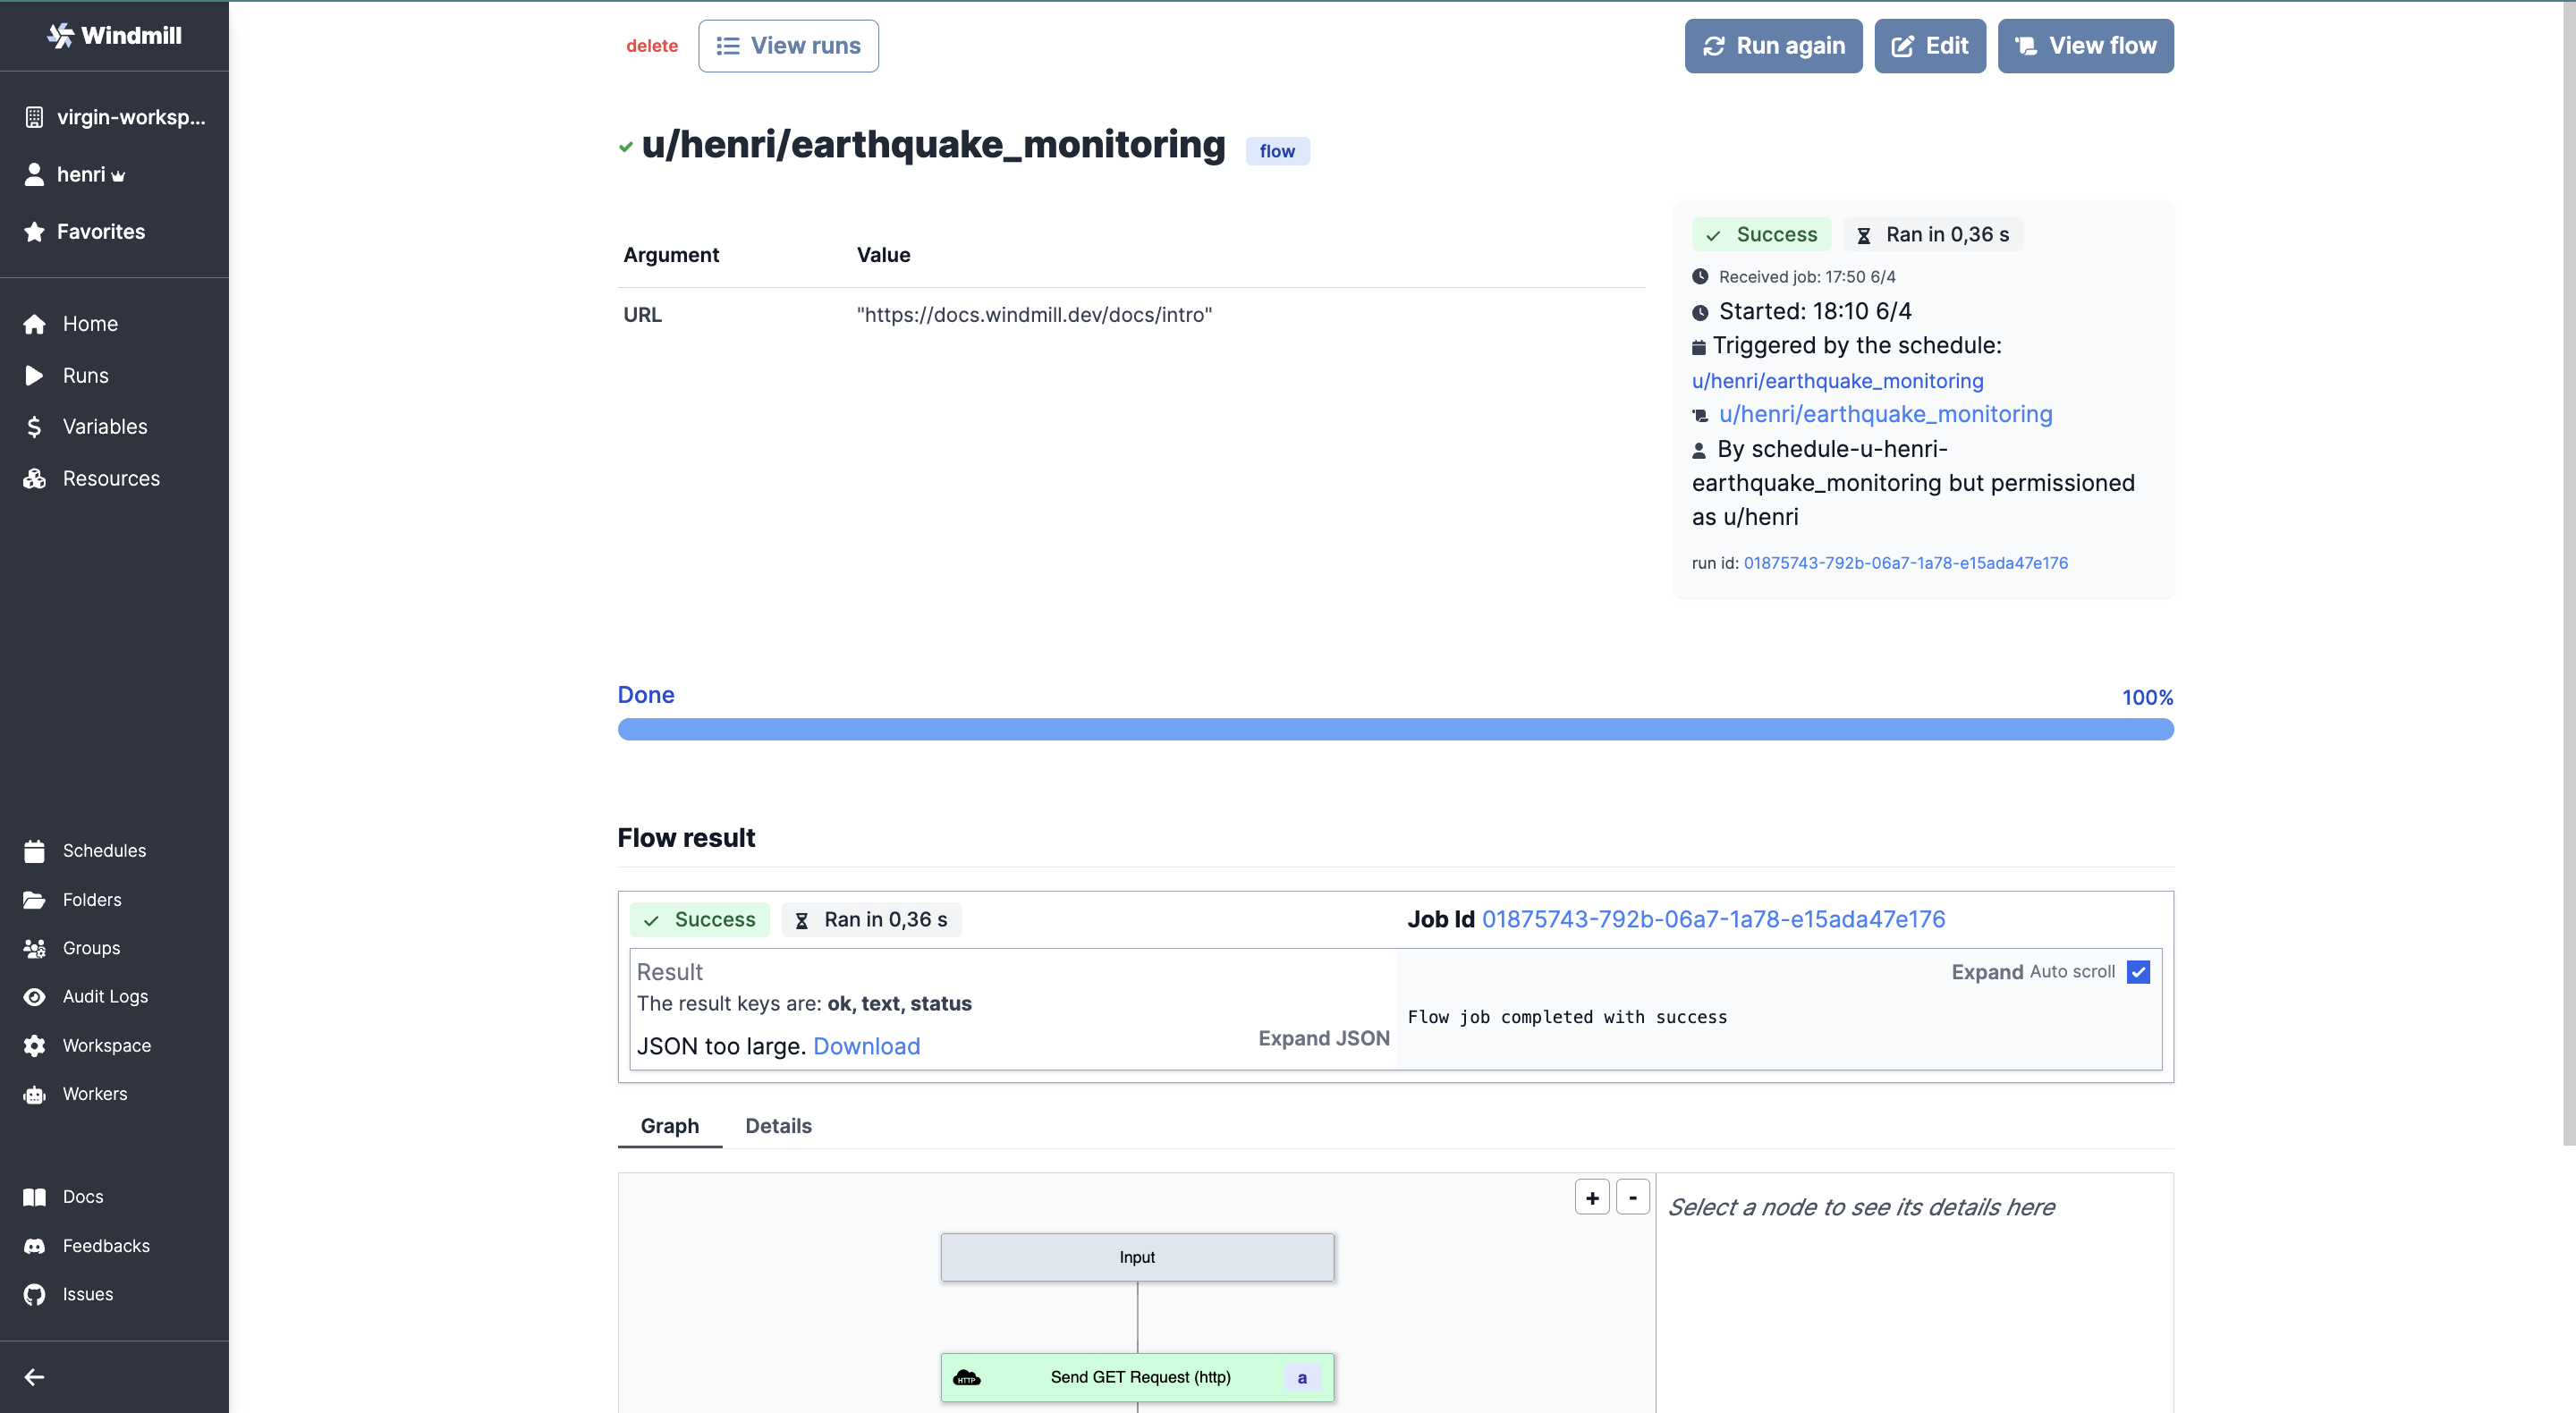 Windmill
virgin-worksp...
henri
Favorites
Home
Runs
Variables
Resources
Schedules
Folders
Groups
Audit Logs
Workspace
Workers
Docs
Feedbacks
Issues
delete
View runs
Run again
Edit
View flow
u/henri/earthquake_monitoring flow
Argument Value
URL "https://docs.windmill.dev/docs/intro"
Success Ran in 0,36 s
Received job: 17:50 6/4
Started: 18:10 6/4
Triggered by the schedule:
u/henri/earthquake_monitoring
u/henri/earthquake_monitoring
By schedule-u-henri-
earthquake_monitoring but permissioned
as u/henri
run id: 01875743-792b-06a7-1a78-e15ada47e176
Done 100%
Flow result
Success Ran in 0,36 s
Job Id 01875743-792b-06a7-1a78-e15ada47e176
Result
The result keys are: ok, text, status
JSON too large. Download
Expand JSON
Expand Auto scroll
Flow job completed with success
Graph Details
+ -
Input
HTTP Send GET Request (http) a
Select a node to see its details here